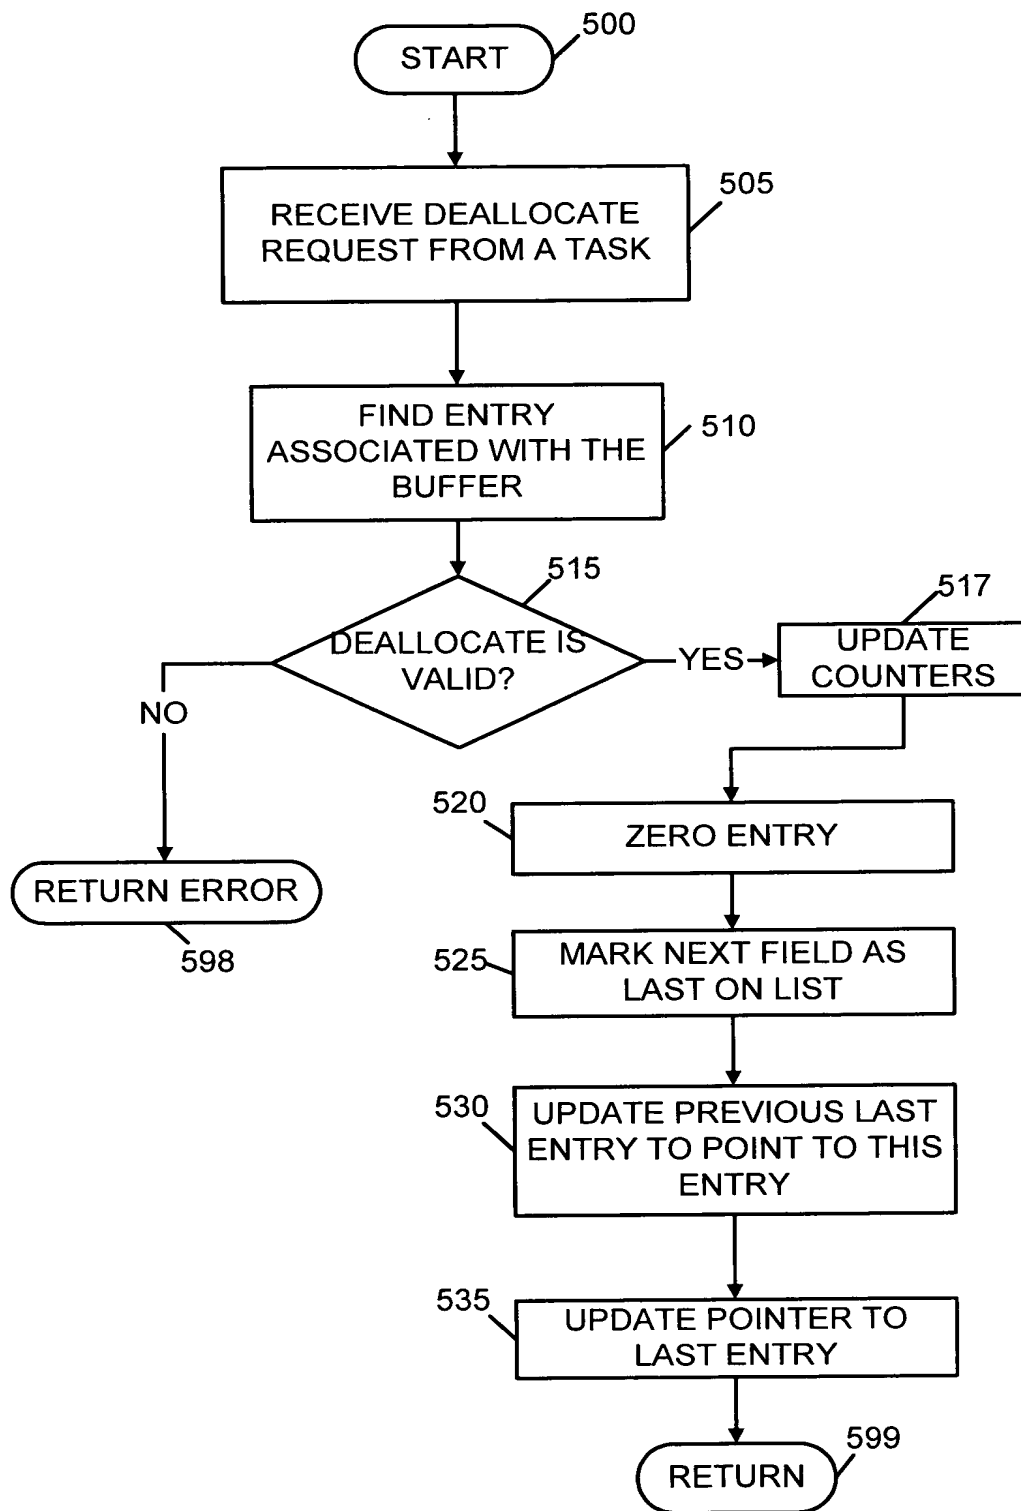 500
START
505
RECEIVE DEALLOCATE
REQUEST FROM A TASK
FIND ENTRY
ASSOCIATED WITH THE
BUFFER
510
515
DEALLOCATE IS
VALID?
YES
517
UPDATE
COUNTERS
NO
RETURN ERROR
598
520
ZERO ENTRY
525
MARK NEXT FIELD AS
LAST ON LIST
530
UPDATE PREVIOUS LAST
ENTRY TO POINT TO THIS
ENTRY
535
UPDATE POINTER TO
LAST ENTRY
599
RETURN